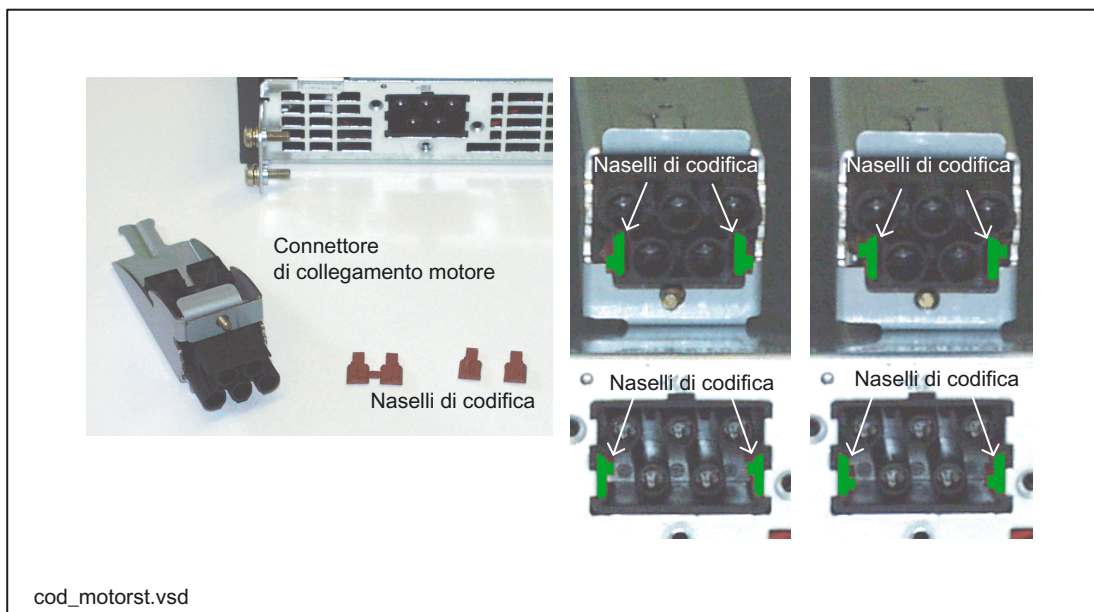 Connettore
di collegamento motore
Naselli di codifica
Naselli di codifica
Naselli di codifica
Naselli di codifica
Naselli di codifica
cod_motorst.vsd